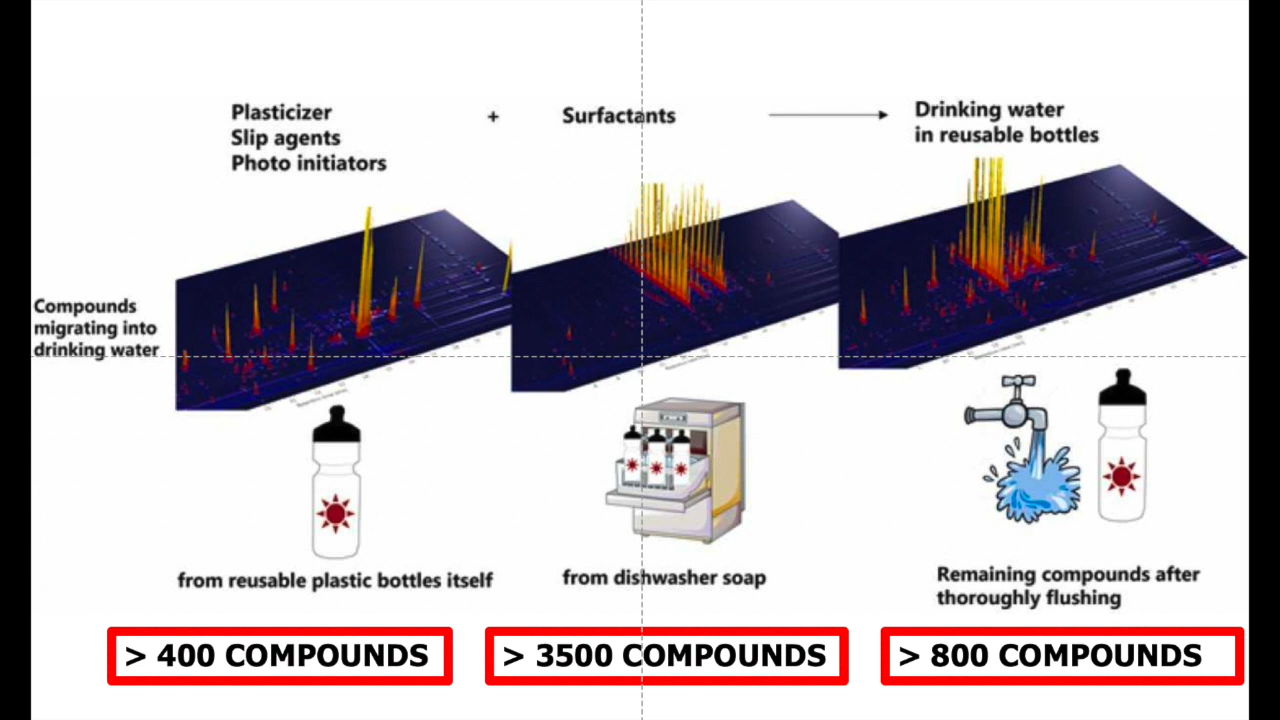 Plasticizer
Slip agents
Photo initiators
+
Surfactants
Drinking water
in reusable bottles
Compounds
migrating into
drinking water
from reusable plastic bottles itself
from dishwasher soap
Remaining compounds after
thoroughly flushing
> 400 COMPOUNDS
> 3500 COMPOUNDS
> 800 COMPOUNDS